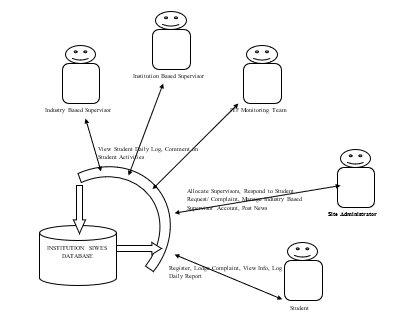 Institution Based Supervisor
Industry Based Supervisor
ITF Monitoring Team
View Student Daily Log, Comment on
Student Activities
Allocate Supervisors, Respond to Student
Request/ Complaint, Manage Industry Based
Supervisor Account, Post News
Site Administrator
INSTITUTION SIWES
DATABASE
Register, Lodge Complaint, View Info, Log
Daily Report
Student